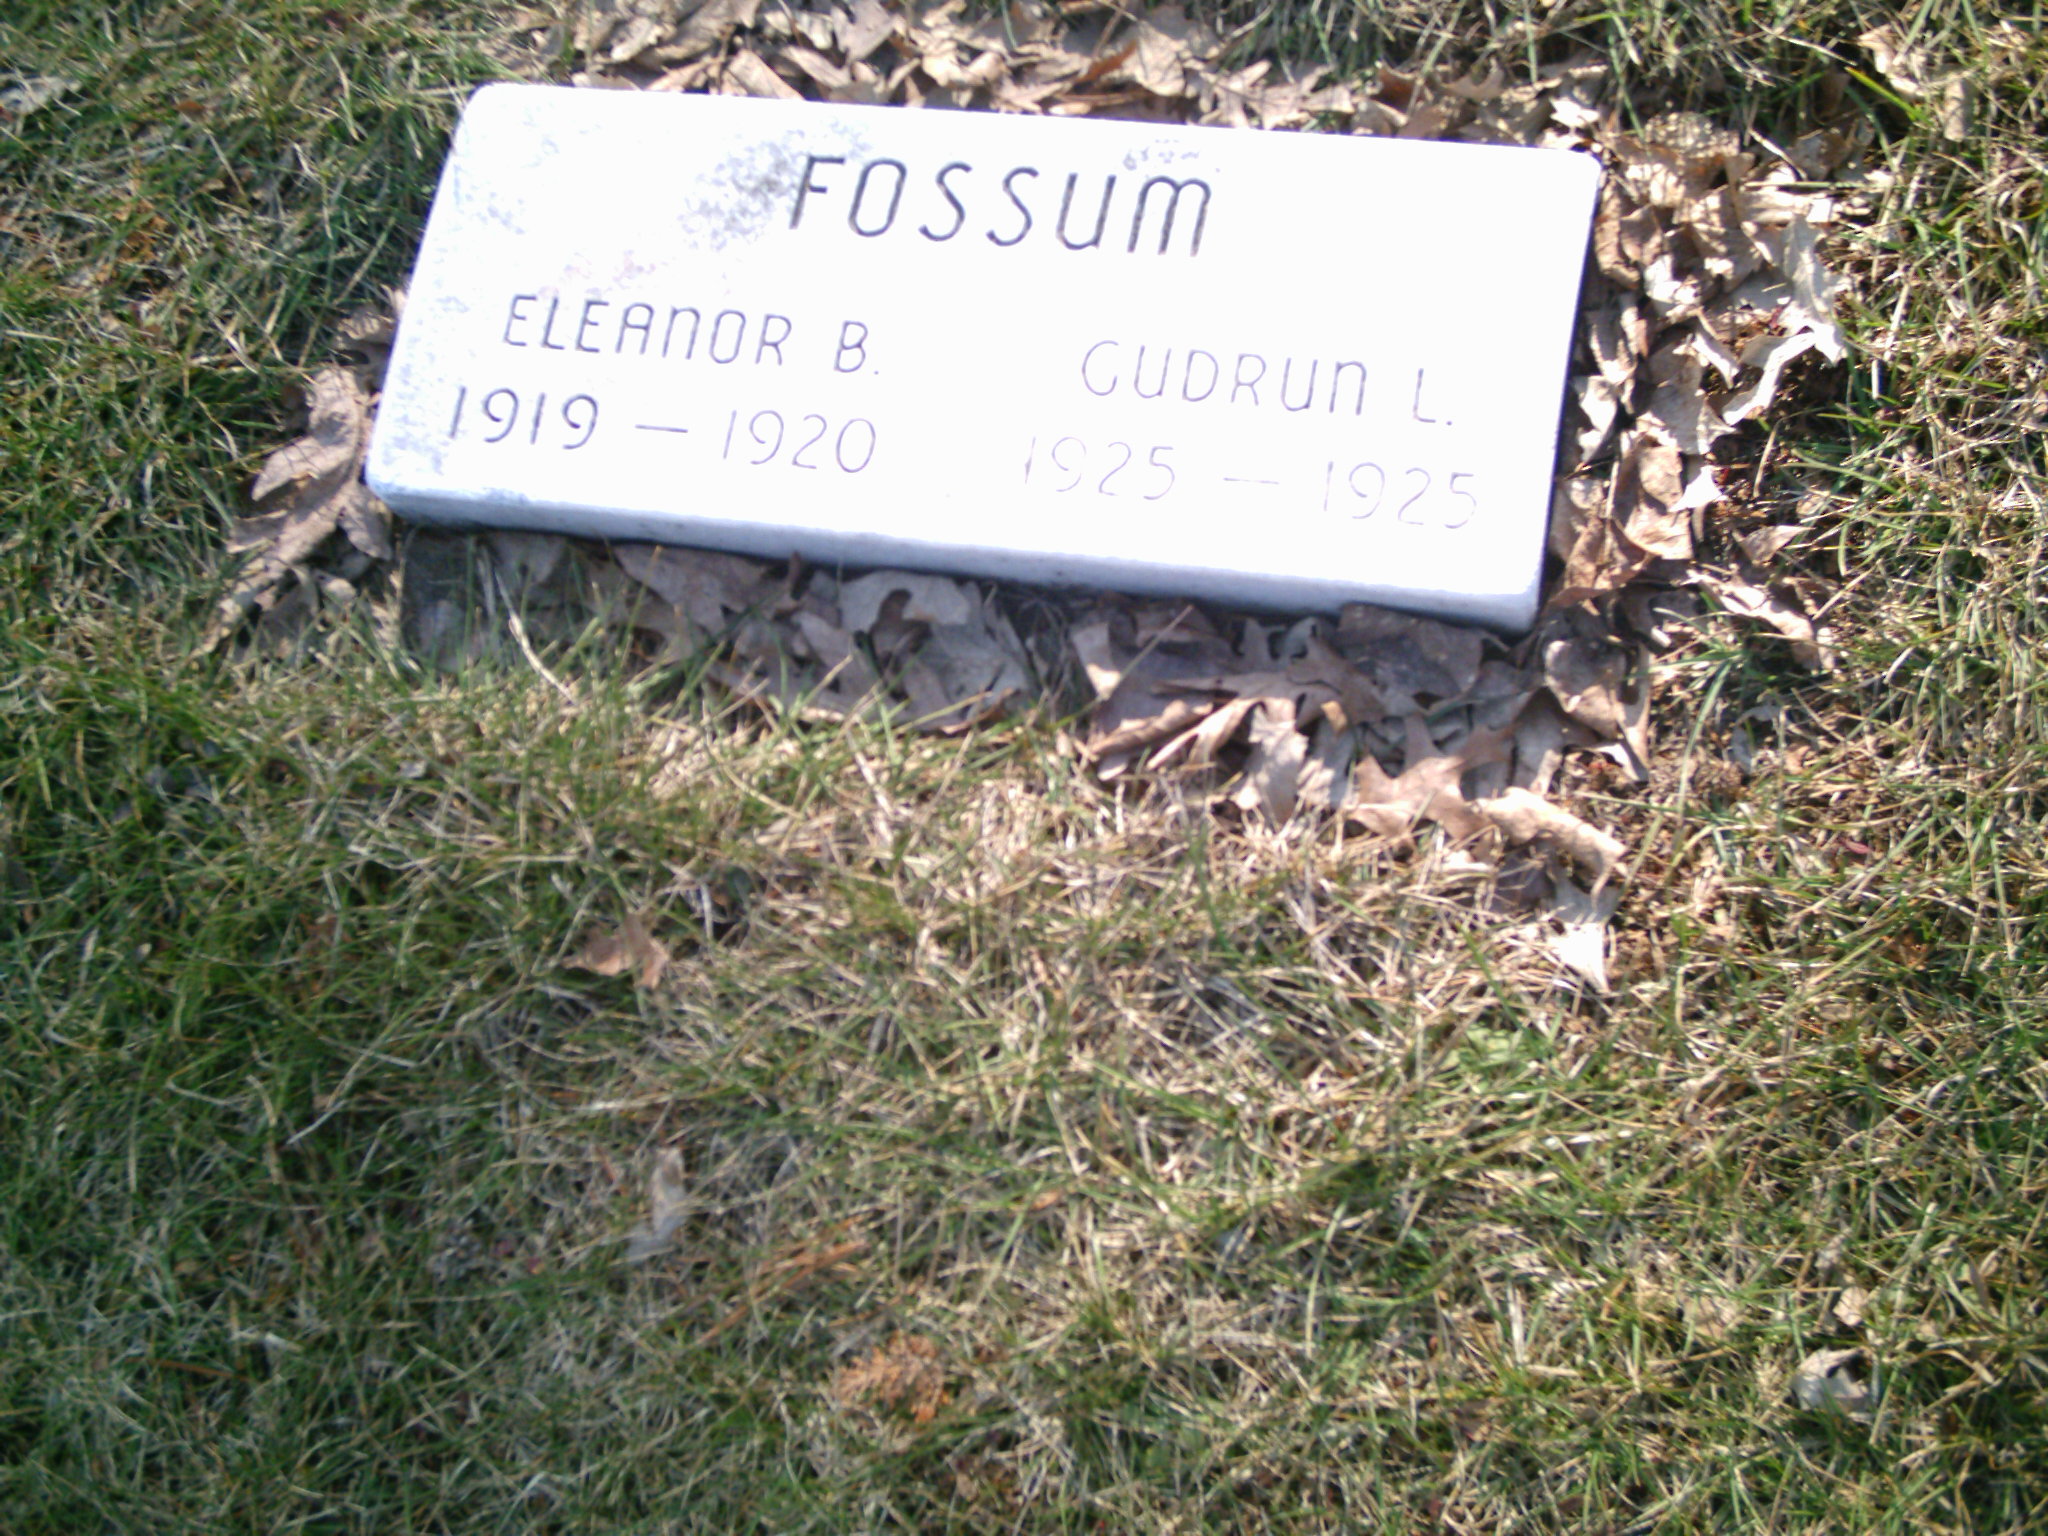 FOSSUM
ELEANOR B. GUDRUN L.
1919 – 1920 1925 – 1925